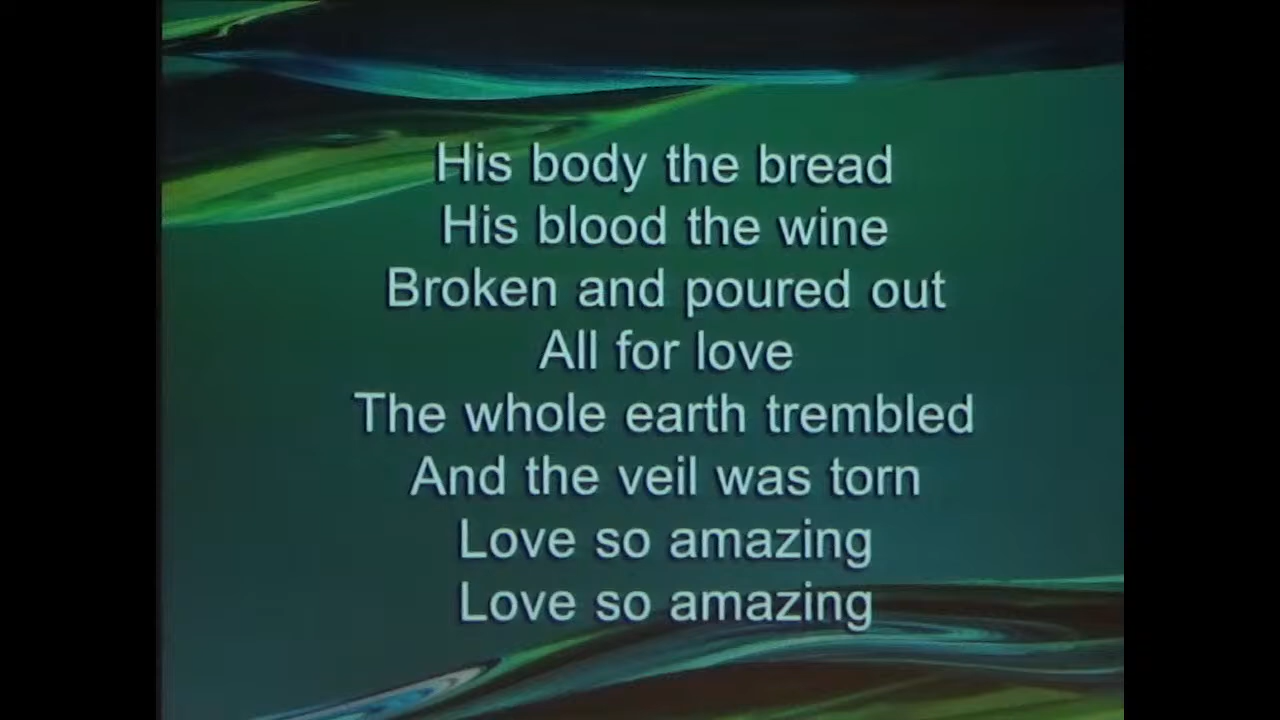 His body the bread
His blood the wine
Broken and poured out
All for love
The whole earth trembled
And the veil was torn
Love so amazing
Love so amazing